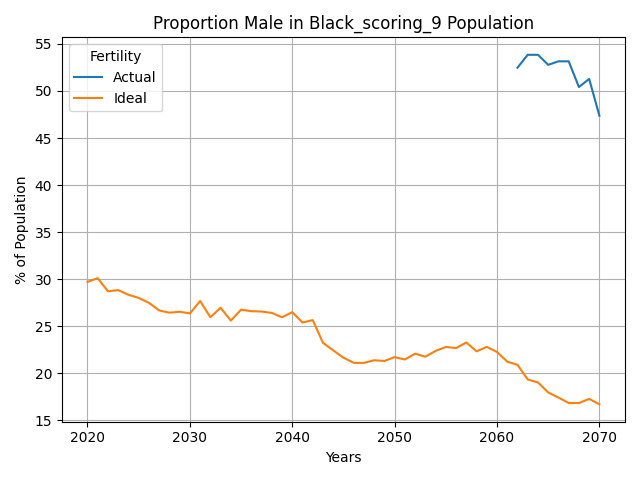 Proportion Male in Black_scoring_9 Population
Fertility
Actual
Ideal
% of Population
55
50
45
40
35
30
25
20
15
2020
2030
2040
2050
2060
2070
Years